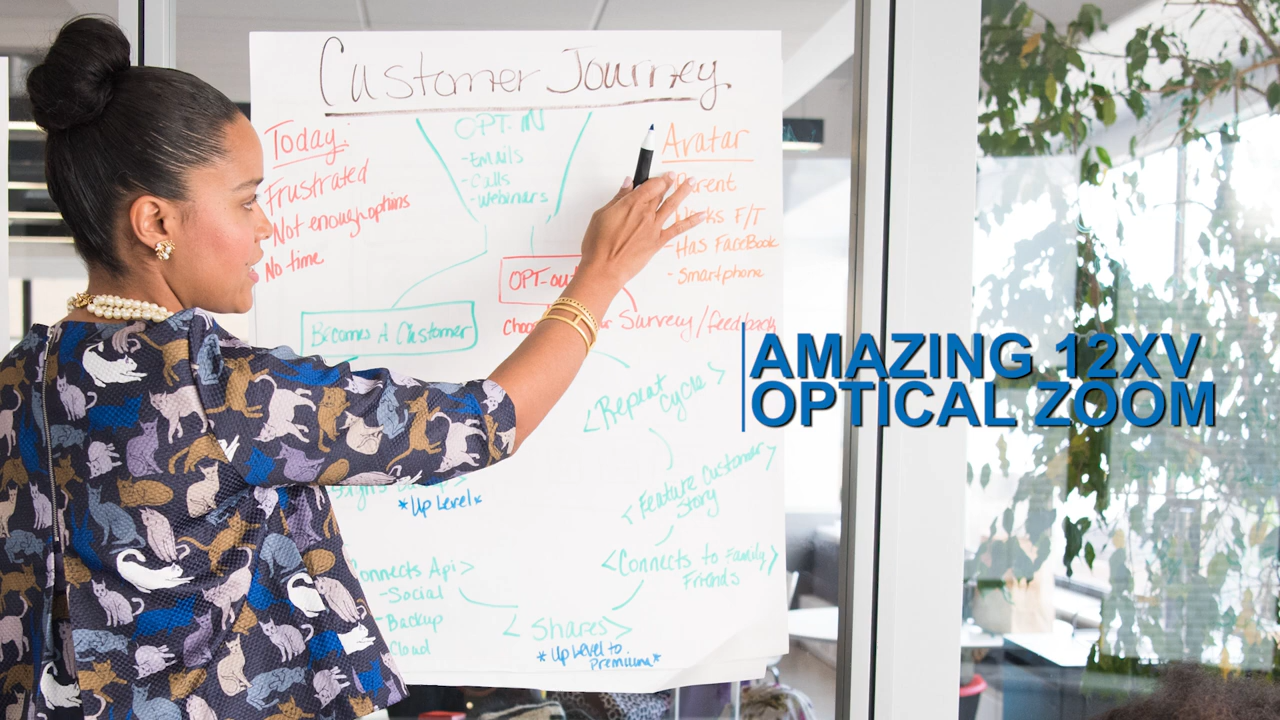 Customer Journey
Today
Frustrated
Not enough options
No time
OPT-IN
-Emails
-Calls
-Webinars
Avatar
Parent
F/T
-Has FaceBook
-Smartphone
OPT-out
Survey/feedback
Becomes A Customer
<Repeat cycle>
<Feature Customer Story>
<Connects to Family/
Friends
<Shares>
*Up Level to
Premium*
*Up Level*
Connects Api>
-Social
-Backup
Cloud
AMAZING 12XV
OPTICAL ZOOM